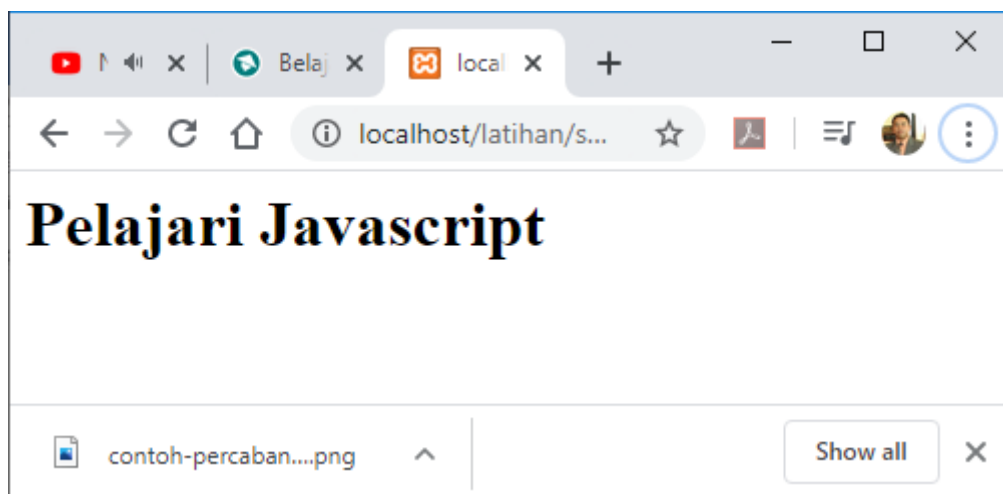 Belaj
local
localhost/latihan/s...
Pelajari Javascript
contoh-percaban....png
Show all